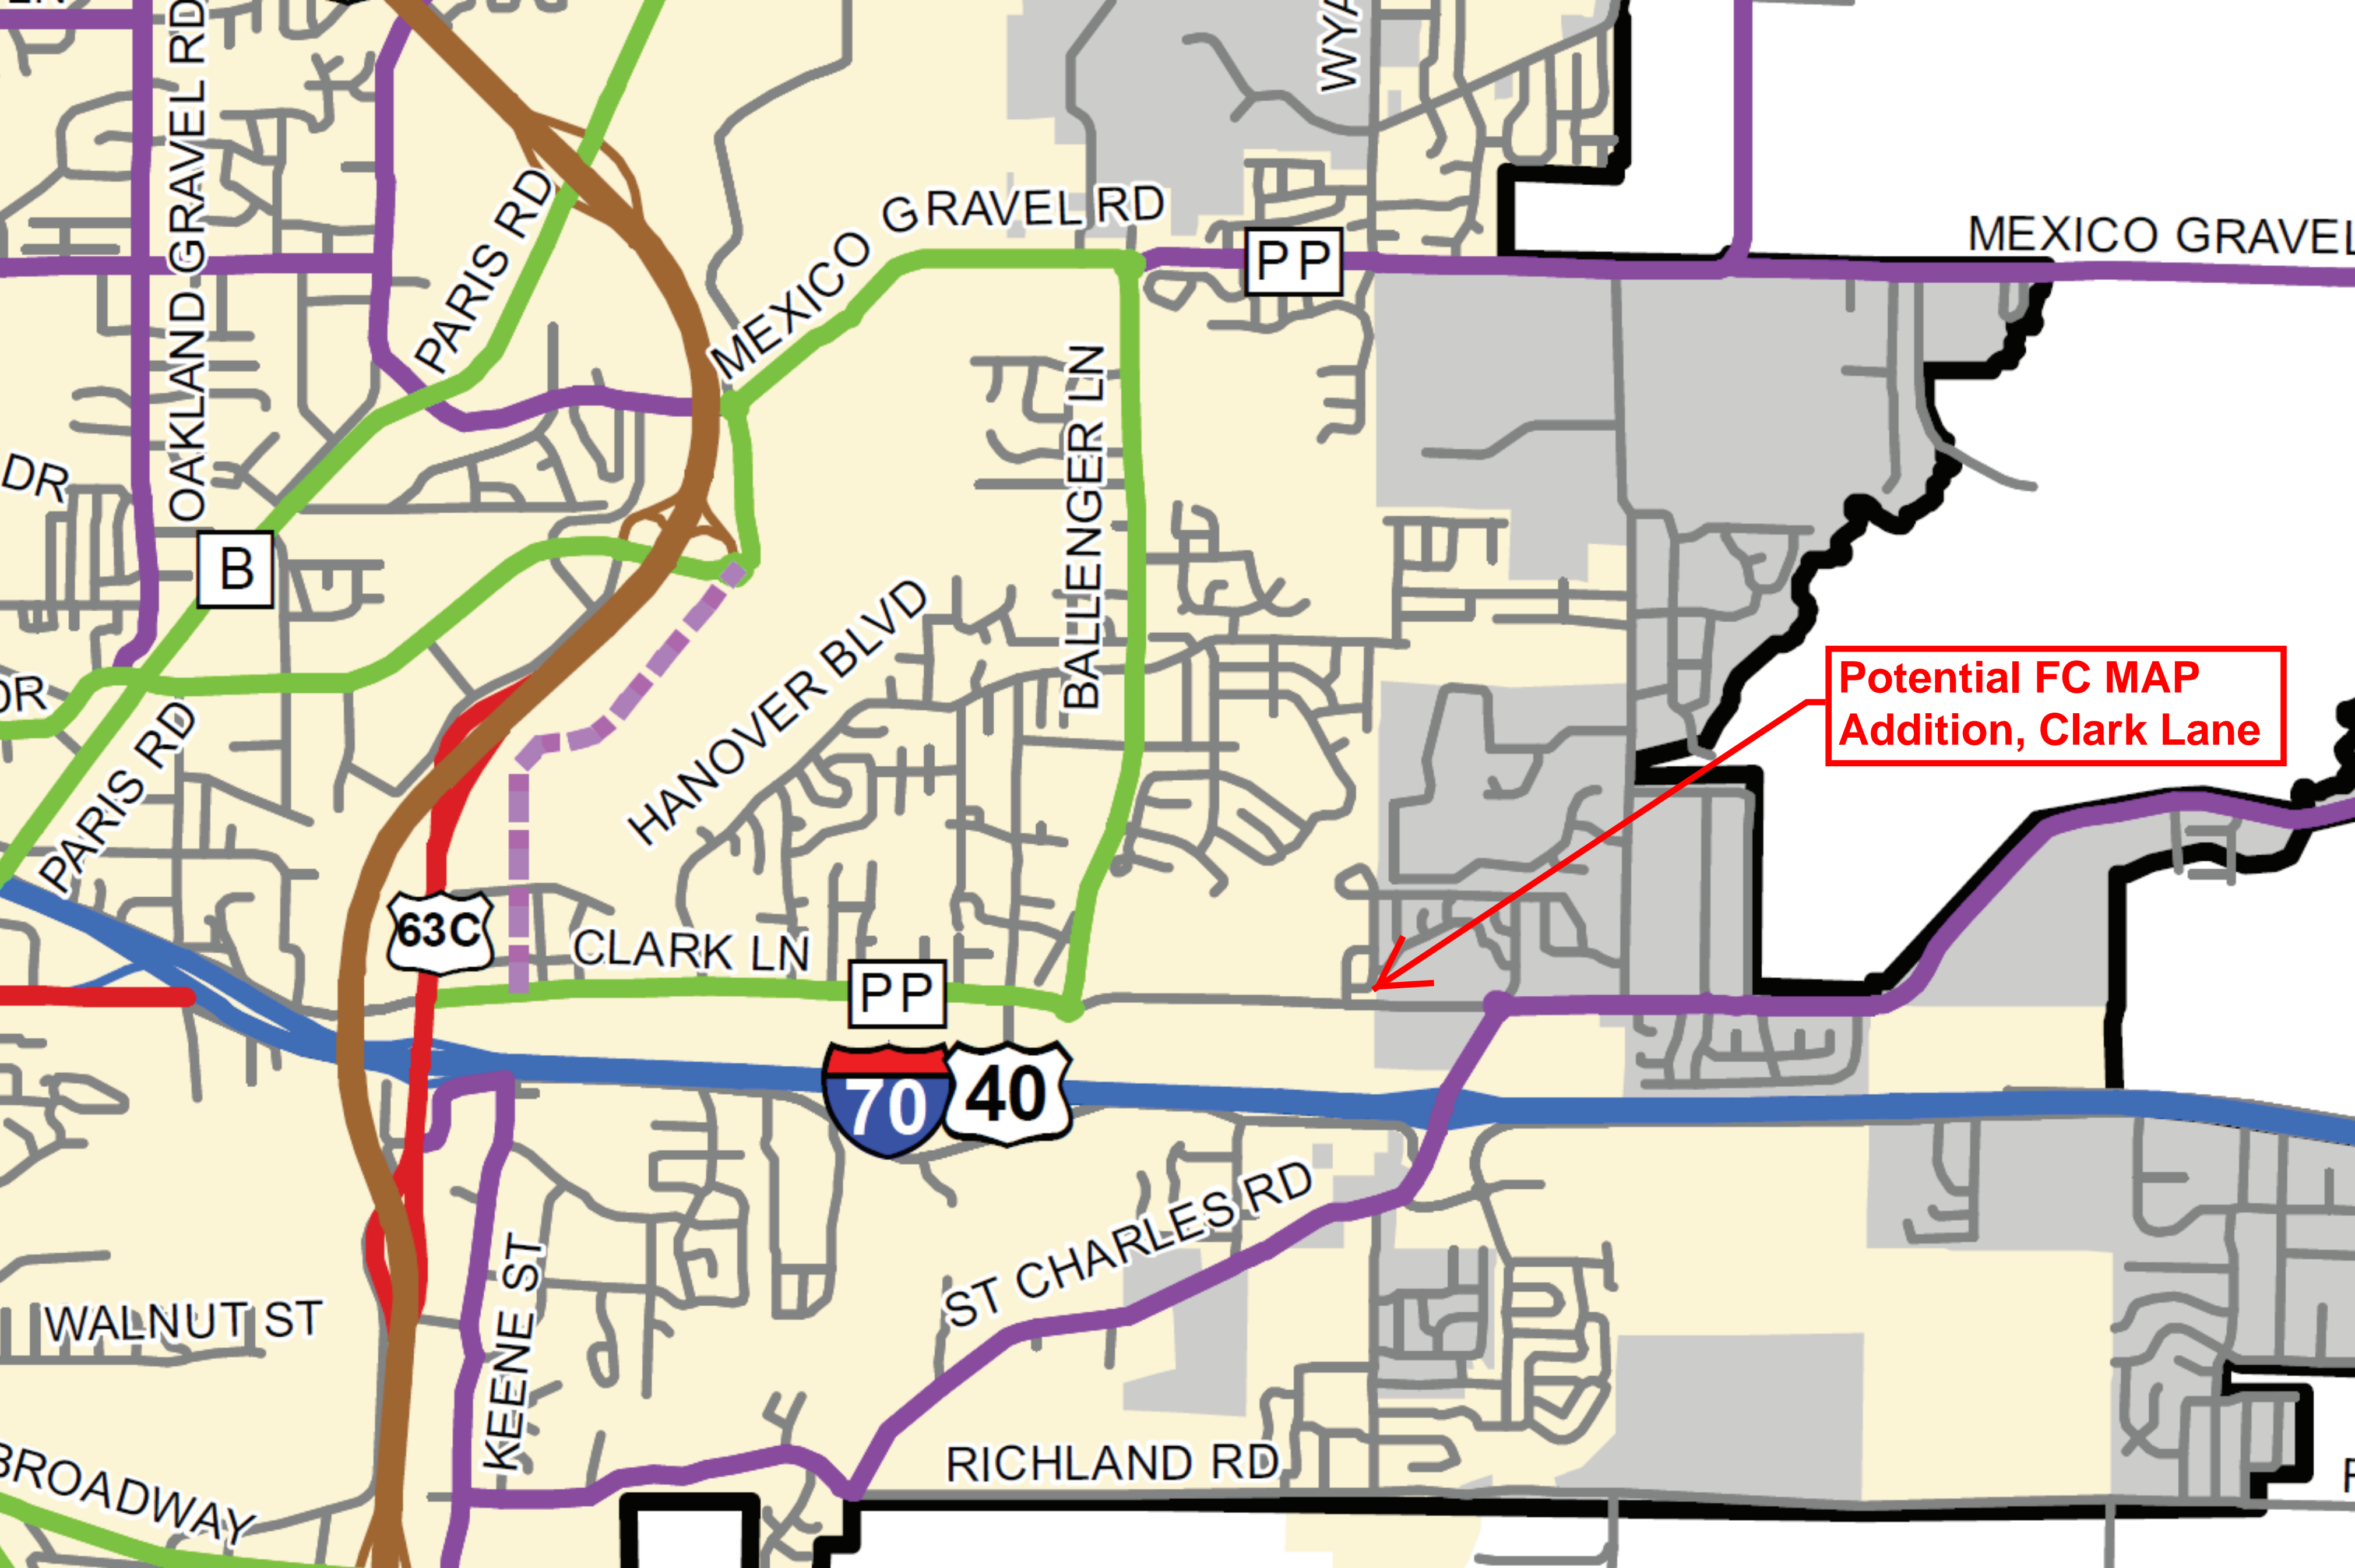 OAKLAND GRAVEL RD
WYA
PARIS RD
MEXICO GRAVEL RD
PP
MEXICO GRAVEL
DR
BALLENGER LN
B
HANOVER BLVD
Potential FC MAP
Addition, Clark Lane
DR
PARIS RD
63C
CLARK LN
PP
70
40
ST CHARLES RD
WALNUT ST
KEENE ST
RICHLAND RD
BROADWAY